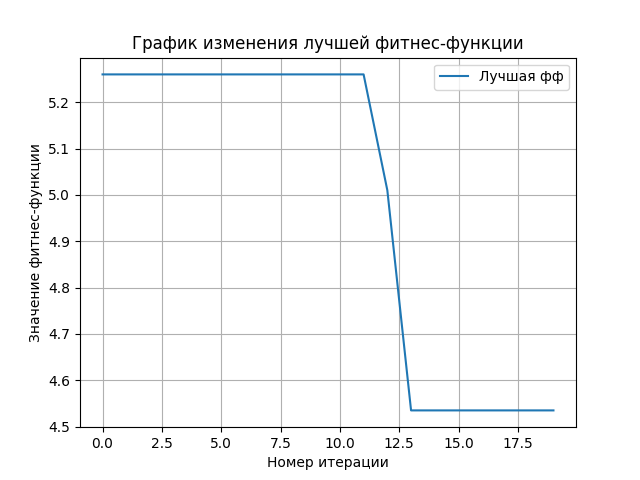 График изменения лучшей фитнес-функции
Лучшая фф
Значение фитнес-функции
5.2
5.1
5.0
4.9
4.8
4.7
4.6
4.5
0.0 2.5 5.0 7.5 10.0 12.5 15.0 17.5
Номер итерации